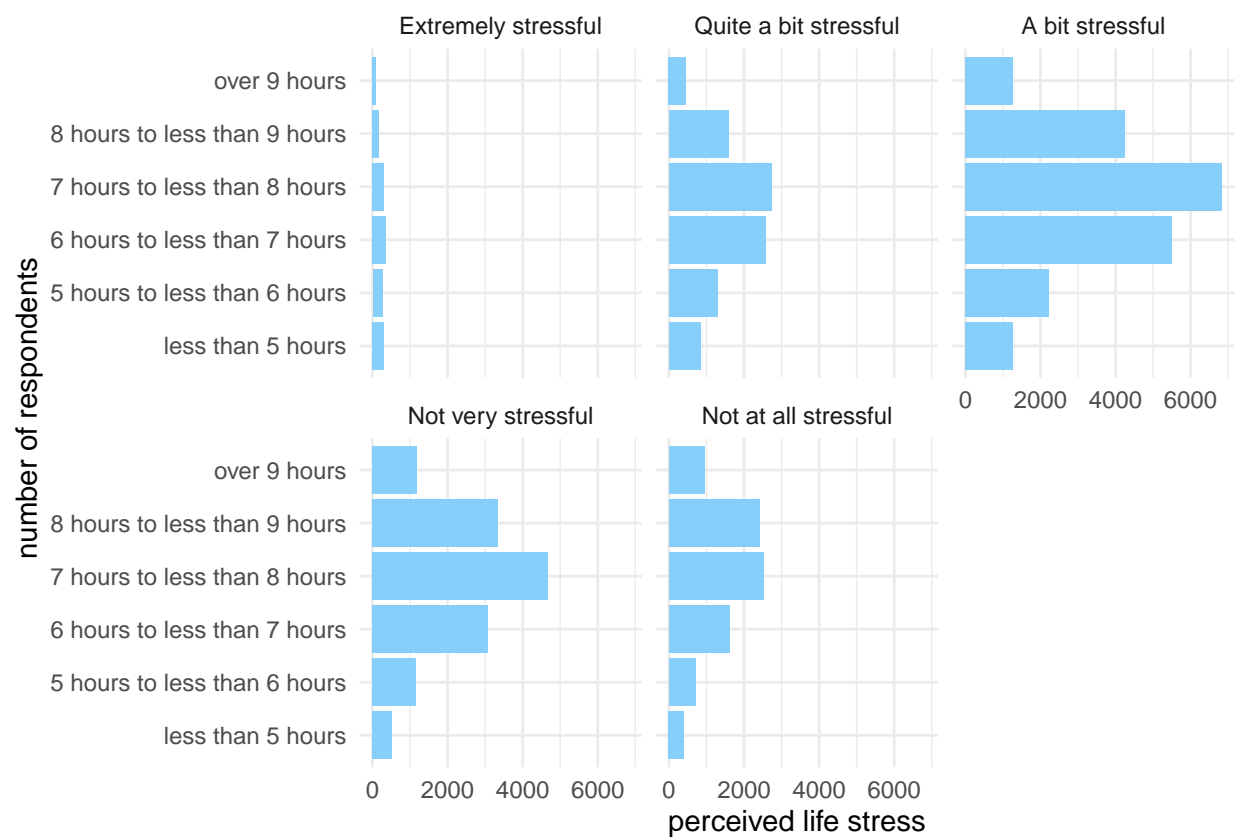 Extremely stressful
Quite a bit stressful
A bit stressful
over 9 hours
8 hours to less than 9 hours
7 hours to less than 8 hours
6 hours to less than 7 hours
5 hours to less than 6 hours
less than 5 hours
0 2000 4000 6000
Not very stressful
Not at all stressful
over 9 hours
8 hours to less than 9 hours
7 hours to less than 8 hours
6 hours to less than 7 hours
5 hours to less than 6 hours
less than 5 hours
0 2000 4000 6000
0 2000 4000 6000
perceived life stress
number of respondents